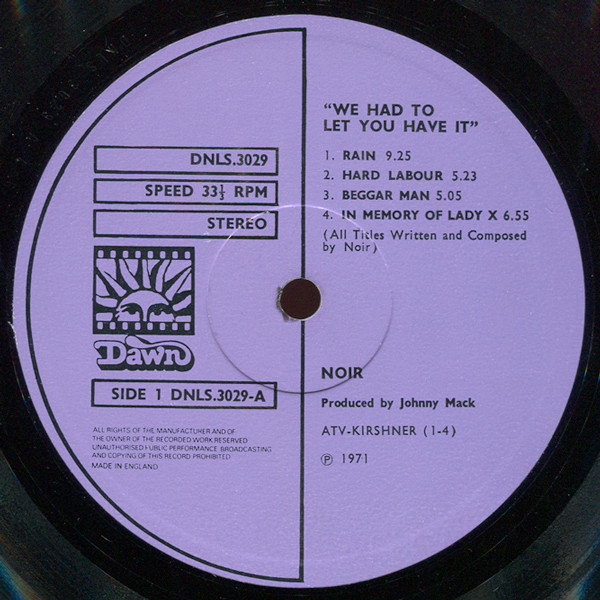 DNLS.3029
SPEED 33⅓ RPM
STEREO
Dawn
SIDE 1 DNLS.3029-A
ALL RIGHTS OF THE MANUFACTURER AND OF
THE OWNER OF THE RECORDED WORK RESERVED
UNAUTHORISED PUBLIC PERFORMANCE BROADCASTING
AND COPYING OF THIS RECORD PROHIBITED
MADE IN ENGLAND
"WE HAD TO
LET YOU HAVE IT"
1. RAIN 9.25
2. HARD LABOUR 5.23
3. BEGGAR MAN 5.05
4. IN MEMORY OF LADY X 6.55
(All Titles Written and Composed
by Noir)
NOIR
Produced by Johnny Mack
ATV-KIRSHNER (1-4)
℗ 1971